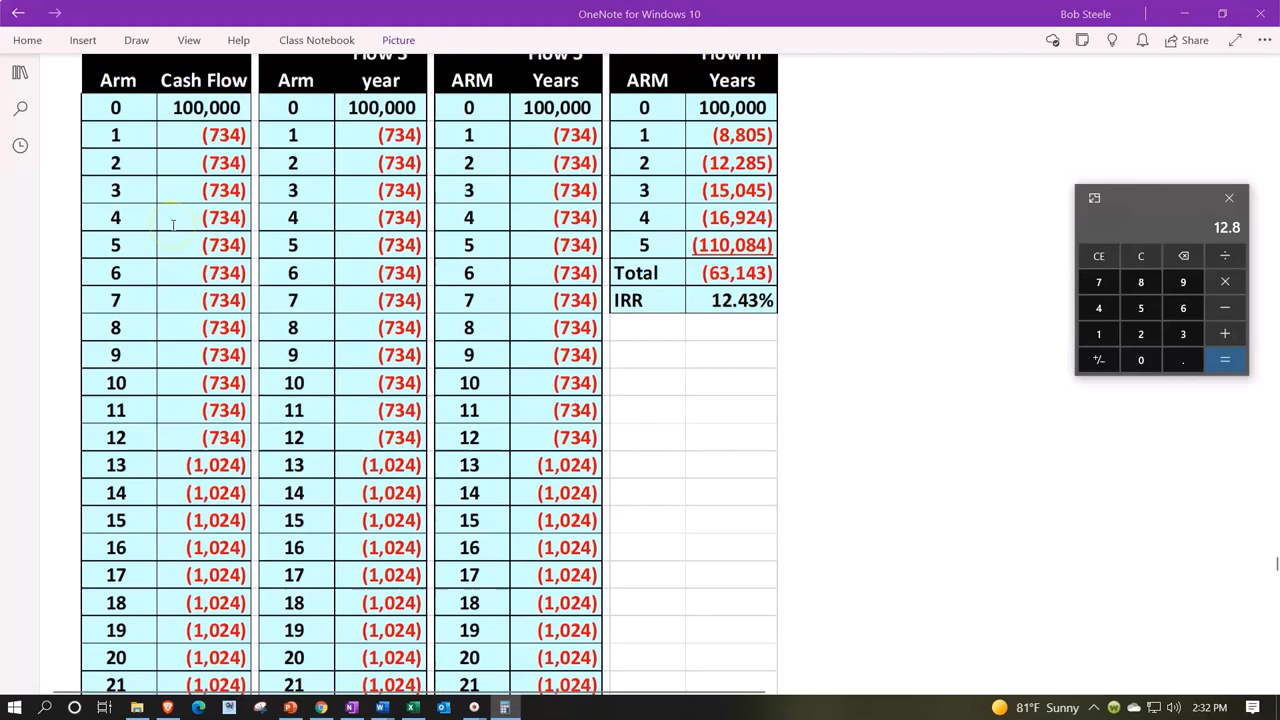 OneNote for Windows 10
Bob Steele
Home Insert Draw View Help Class Notebook Picture Share
Flow 3 Flow 5 Flow in
Arm Cash Flow Arm year ARM Years ARM Years
0 100,000 0 100,000 0 100,000 0 100,000
1 (734) 1 (734) 1 (734) 1 (8,805)
2 (734) 2 (734) 2 (734) 2 (12,285)
3 (734) 3 (734) 3 (734) 3 (15,045)
4 (734) 4 (734) 4 (734) 4 (16,924)
5 (734) 5 (734) 5 (734) 5 (110,084)
6 (734) 6 (734) 6 (734) Total (63,143)
7 (734) 7 (734) 7 (734) IRR 12.43%
8 (734) 8 (734) 8 (734)
9 (734) 9 (734) 9 (734)
10 (734) 10 (734) 10 (734)
11 (734) 11 (734) 11 (734)
12 (734) 12 (734) 12 (734)
13 (1,024) 13 (1,024) 13 (1,024)
14 (1,024) 14 (1,024) 14 (1,024)
15 (1,024) 15 (1,024) 15 (1,024)
16 (1,024) 16 (1,024) 16 (1,024)
17 (1,024) 17 (1,024) 17 (1,024)
18 (1,024) 18 (1,024) 18 (1,024)
19 (1,024) 19 (1,024) 19 (1,024)
20 (1,024) 20 (1,024) 20 (1,024)
21 (1,024) 21 (1,024) 21 (1,024)
12.8
CE C ⌫ ÷
7 8 9 ×
4 5 6 −
1 2 3 +
+/− 0 . =
81°F Sunny 2:32 PM